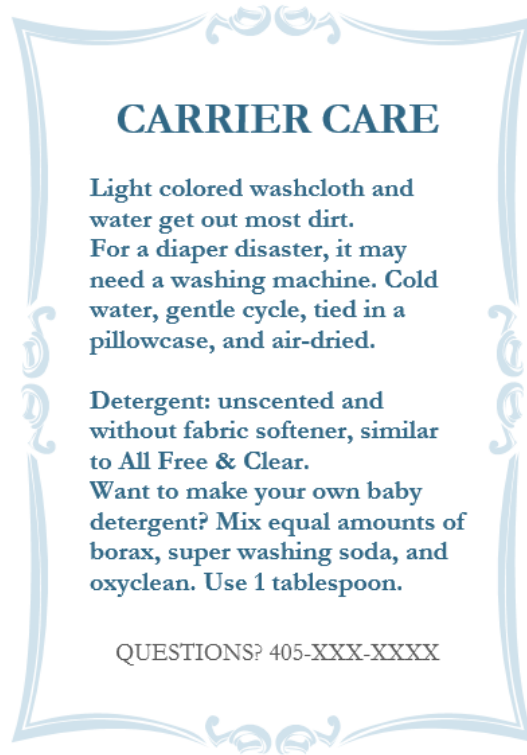 CARRIER CARE
Light colored washcloth and
water get out most dirt.
For a diaper disaster, it may
need a washing machine. Cold
water, gentle cycle, tied in a
pillowcase, and air-dried.
Detergent: unscented and
without fabric softener, similar
to All Free & Clear.
Want to make your own baby
detergent? Mix equal amounts of
borax, super washing soda, and
oxyclean. Use 1 tablespoon.
QUESTIONS? 405-XXX-XXXX